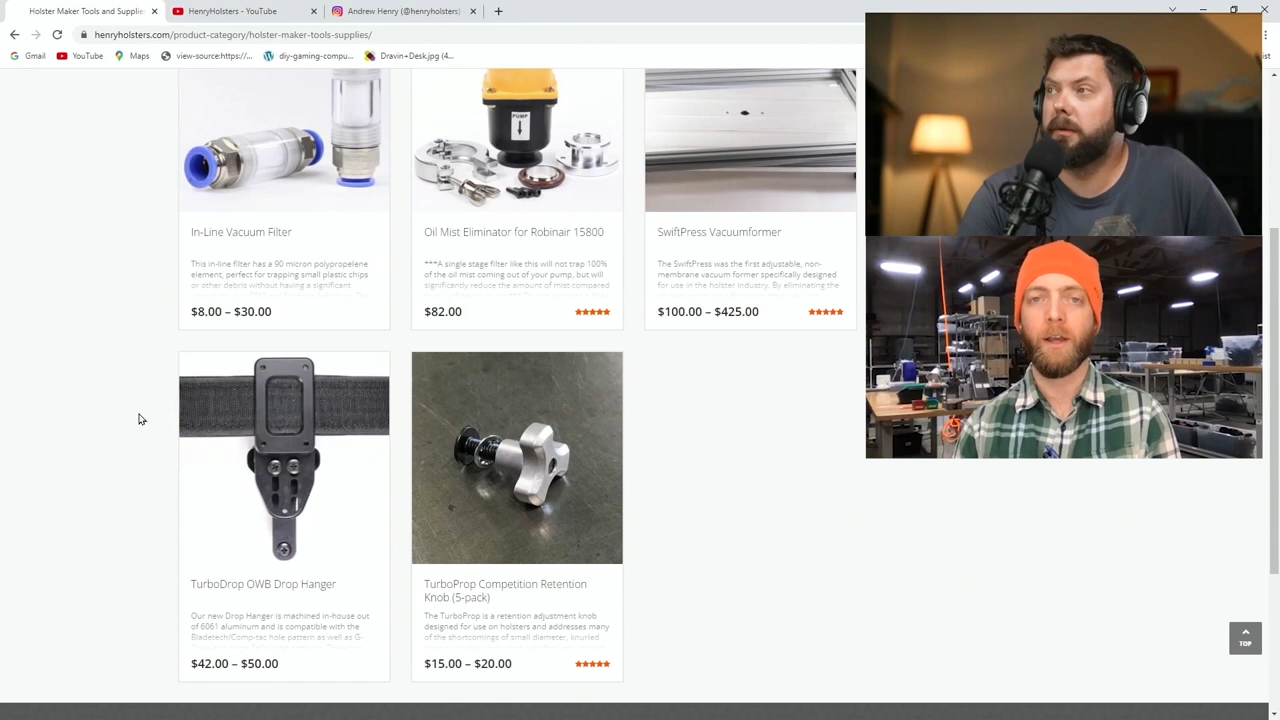 Holster Maker Tools and Supplie
HenryHolsters - YouTube
Andrew Henry (@henryholsters)
henryholsters.com/product-category/holster-maker-tools-supplies/
Gmail
YouTube
Maps
view-source:https://...
diy-gaming-compu...
Dravin+Desk.jpg (4...
ist
PUMP
In-Line Vacuum Filter
This in-line filter has a 90 micron polypropylene
element, perfect for trapping small plastic chips
or other debris without having a significant
$8.00 – $30.00
Oil Mist Eliminator for Robinair 15800
***A single stage filter like this will not trap 100%
of the oil mist coming out of your pump, but will
significantly reduce the amount of mist compared
$82.00
SwiftPress Vacuumformer
The SwiftPress was the first adjustable, non-
membrane vacuum former specifically designed
for use in the holster industry. By eliminating the
$100.00 – $425.00
TurboDrop OWB Drop Hanger
Our new Drop Hanger is machined in-house out
of 6061 aluminum and is compatible with the
Bladetech/Comp-tac hole pattern as well as G-
$42.00 – $50.00
TurboProp Competition Retention
Knob (5-pack)
The TurboProp is a retention adjustment knob
designed for use on holsters and addresses many
of the shortcomings of small diameter, knurled
$15.00 – $20.00
TOP